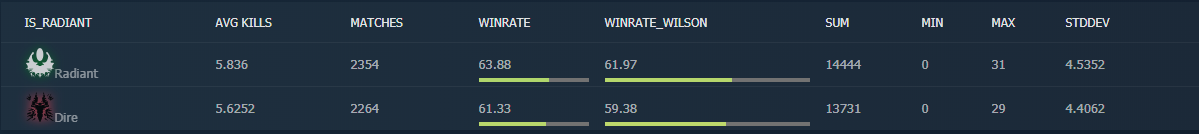 IS_RADIANT AVG KILLS MATCHES WINRATE WINRATE_WILSON SUM MIN MAX STDDEV
Radiant 5.836 2354 63.88 61.97 14444 0 31 4.5352
Dire 5.6252 2264 61.33 59.38 13731 0 29 4.4062